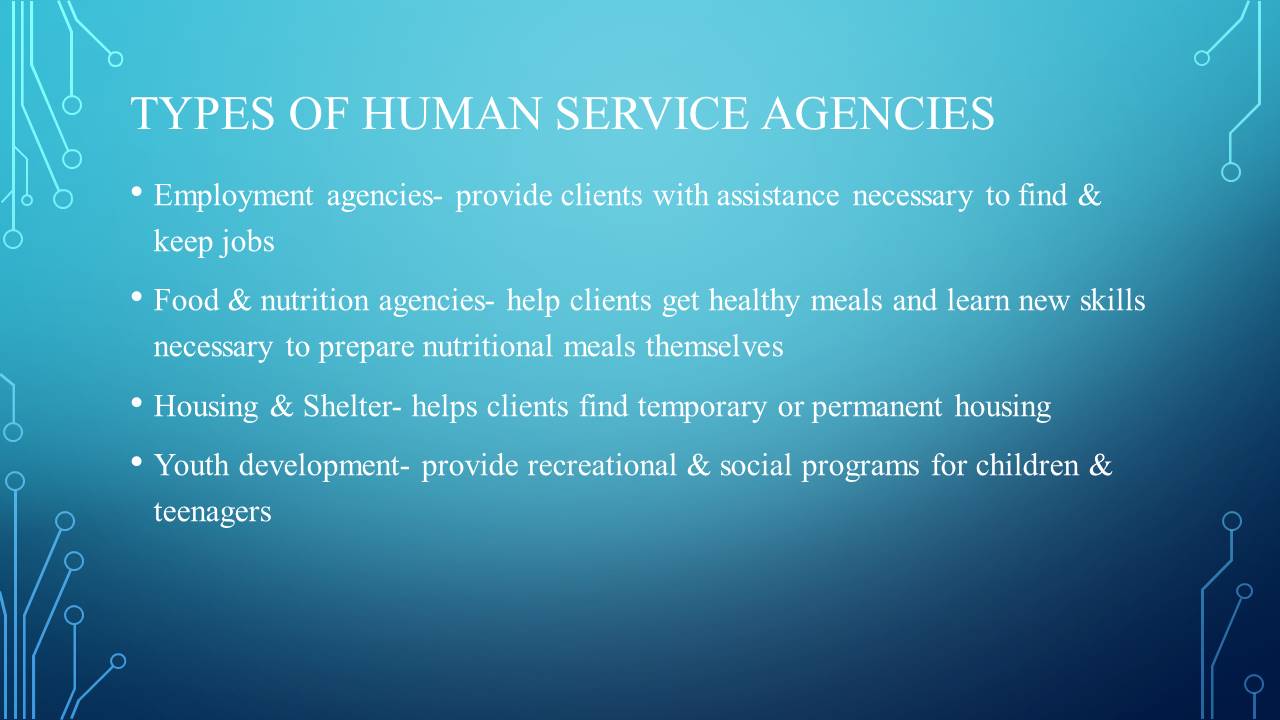 TYPES OF HUMAN SERVICE AGENCIES
• Employment agencies- provide clients with assistance necessary to find &
keep jobs
• Food & nutrition agencies- help clients get healthy meals and learn new skills
necessary to prepare nutritional meals themselves
• Housing & Shelter- helps clients find temporary or permanent housing
• Youth development- provide recreational & social programs for children &
teenagers